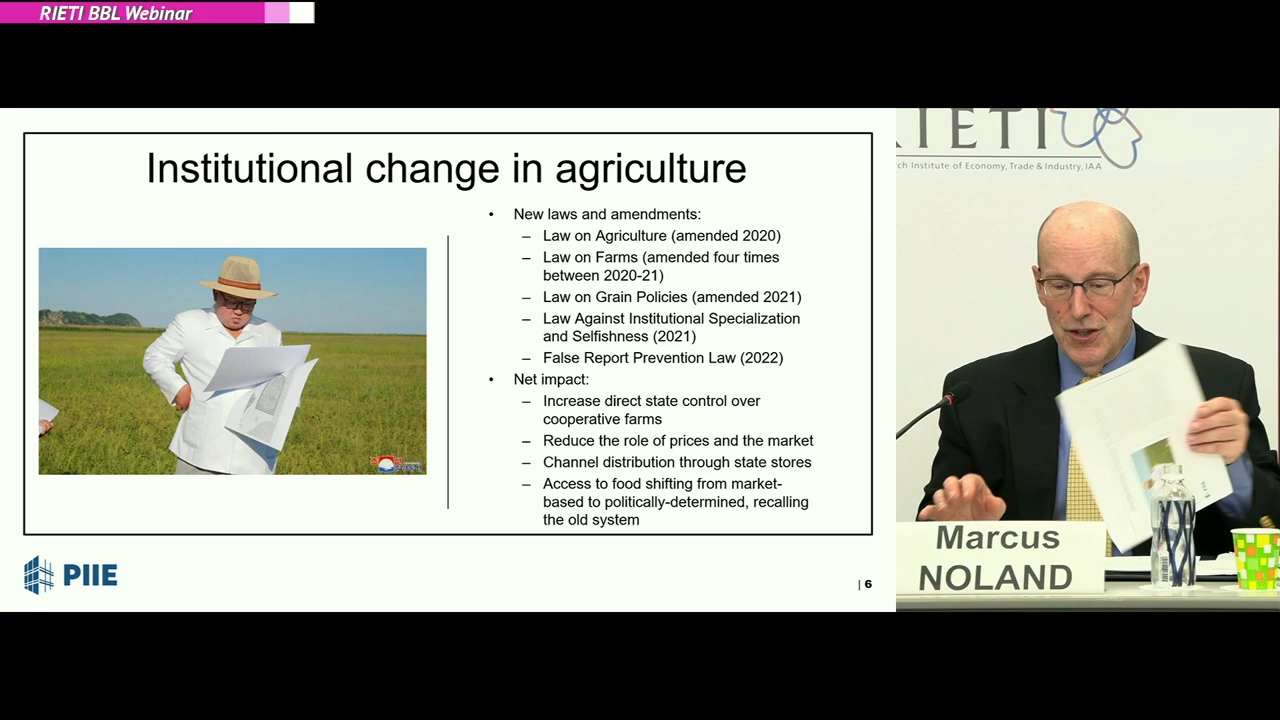 RIETI BBL Webinar
Institutional change in agriculture
• New laws and amendments:
– Law on Agriculture (amended 2020)
– Law on Farms (amended four times
between 2020-21)
– Law on Grain Policies (amended 2021)
– Law Against Institutional Specialization
and Selfishness (2021)
– False Report Prevention Law (2022)
• Net impact:
– Increase direct state control over
cooperative farms
– Reduce the role of prices and the market
– Channel distribution through state stores
– Access to food shifting from market-
based to politically-determined, recalling
the old system
PIIE
| 6
RIETI
ch Institute of Economy, Trade & Industry, IAA
Marcus
NOLAND